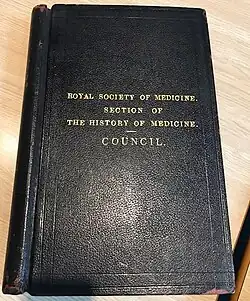 ROYAL SOCIETY OF MEDICINE.
SECTION OF
THE HISTORY OF MEDICINE.
COUNCIL.